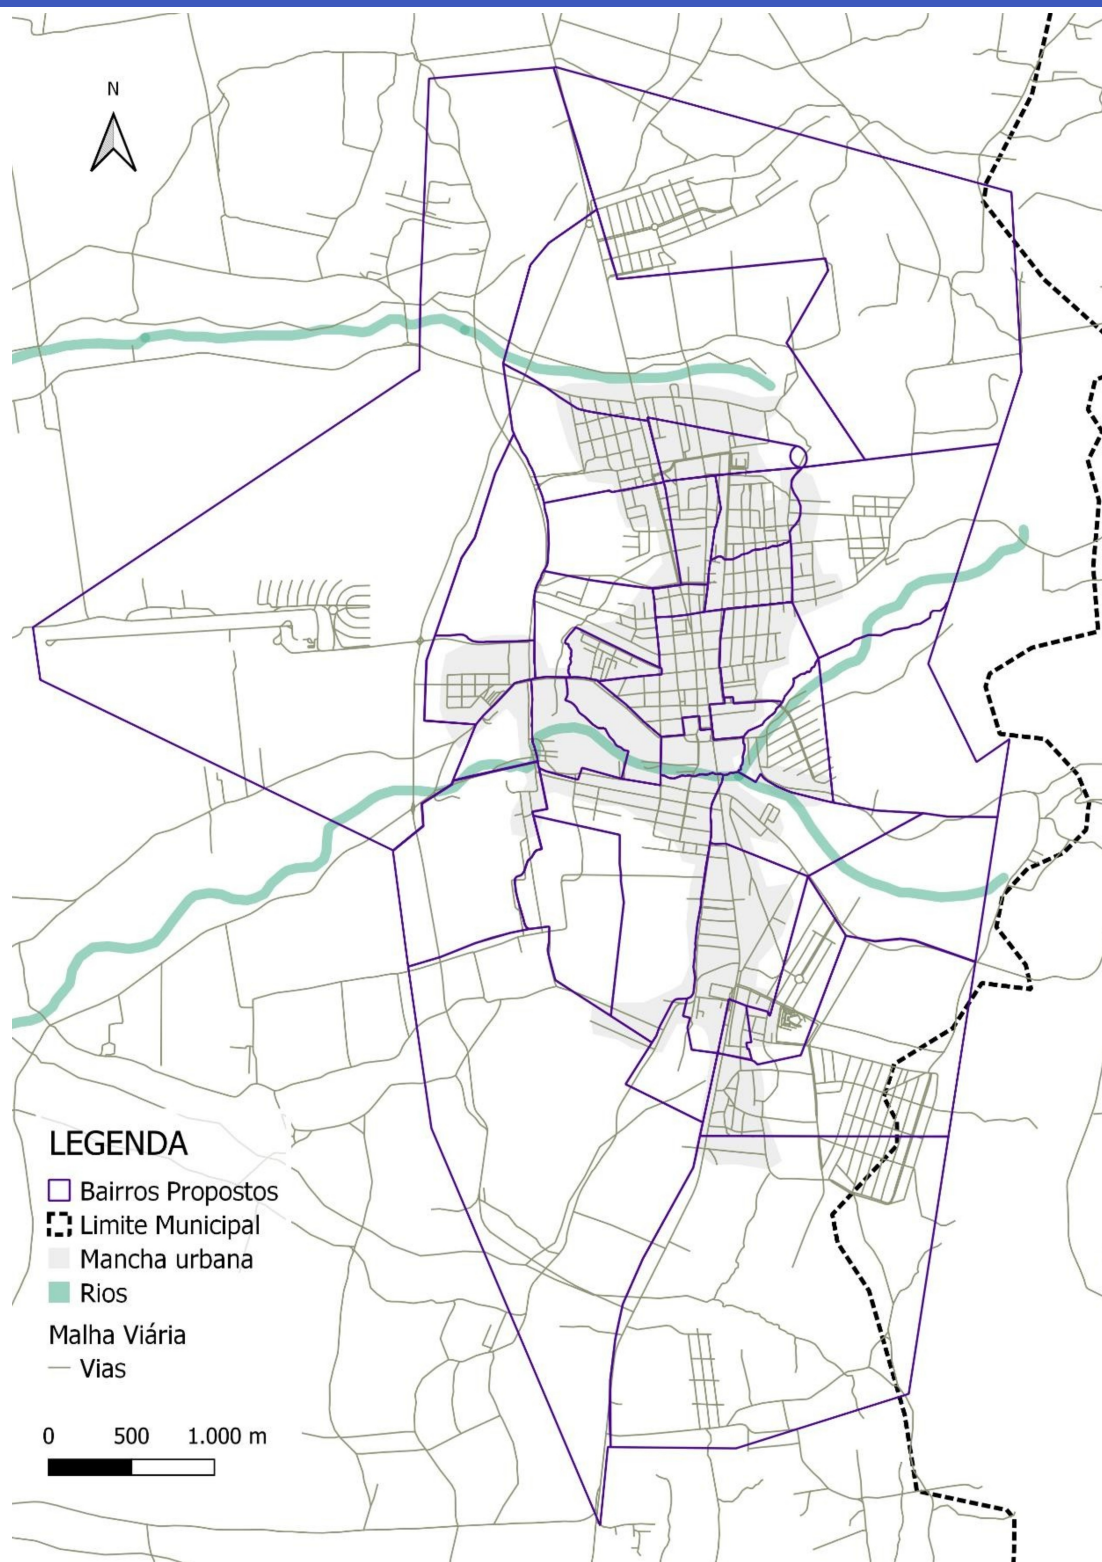 N
LEGENDA
Bairros Propostos
Limite Municipal
Mancha urbana
Rios
Malha Viária
Vias
0 500 1.000 m